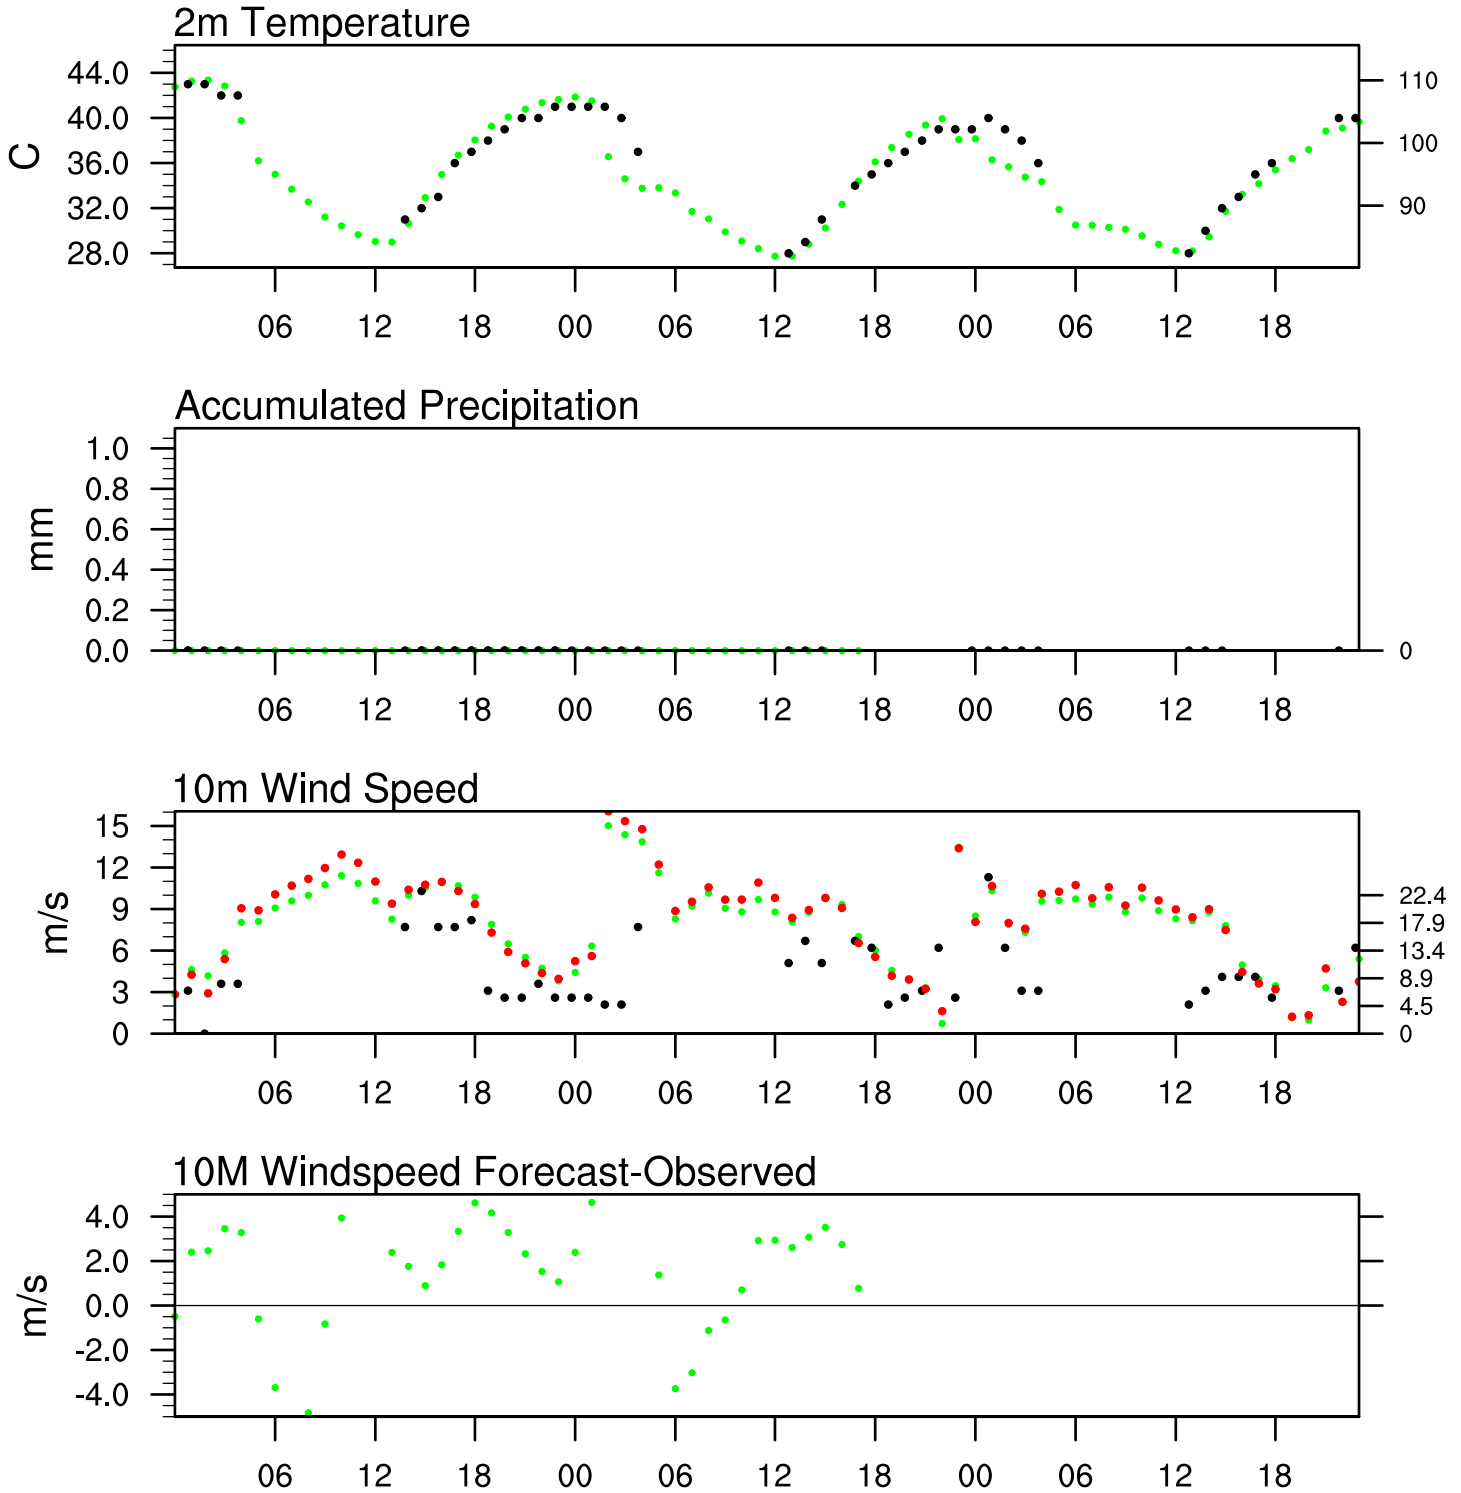 2m Temperature
44.0
40.0
36.0
32.0
28.0
C
110
100
90
06 12 18 00 06 12 18 00 06 12 18
Accumulated Precipitation
1.0
0.8
0.6
0.4
0.2
0.0
mm
0
06 12 18 00 06 12 18 00 06 12 18
10m Wind Speed
15
12
9
6
3
0
m/s
22.4
17.9
13.4
8.9
4.5
0
06 12 18 00 06 12 18 00 06 12 18
10M Windspeed Forecast-Observed
4.0
2.0
0.0
-2.0
-4.0
m/s
06 12 18 00 06 12 18 00 06 12 18